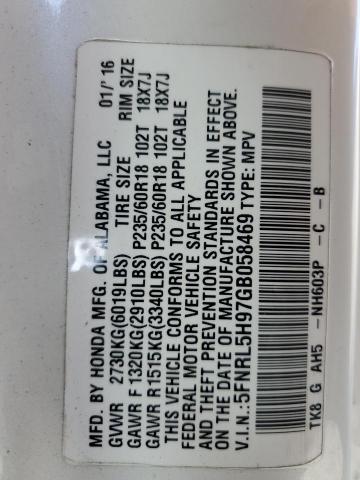 MFD. BY HONDA MFG. OF ALABAMA, LLC 01/'16
GVWR 2730KG(6019LBS) TIRE SIZE RIM SIZE
GAWR F 1320KG(2910LBS) P235/60R18 102T 18X7J
GAWR R1515KG(3340LBS) P235/60R18 102T 18X7J
THIS VEHICLE CONFORMS TO ALL APPLICABLE
FEDERAL MOTOR VEHICLE SAFETY
AND THEFT PREVENTION STANDARDS IN EFFECT
ON THE DATE OF MANUFACTURE SHOWN ABOVE.
V.I.N.:5FNRL5H97GB058469 TYPE: MPV
TK8 G AH5 - NH603P - C - B